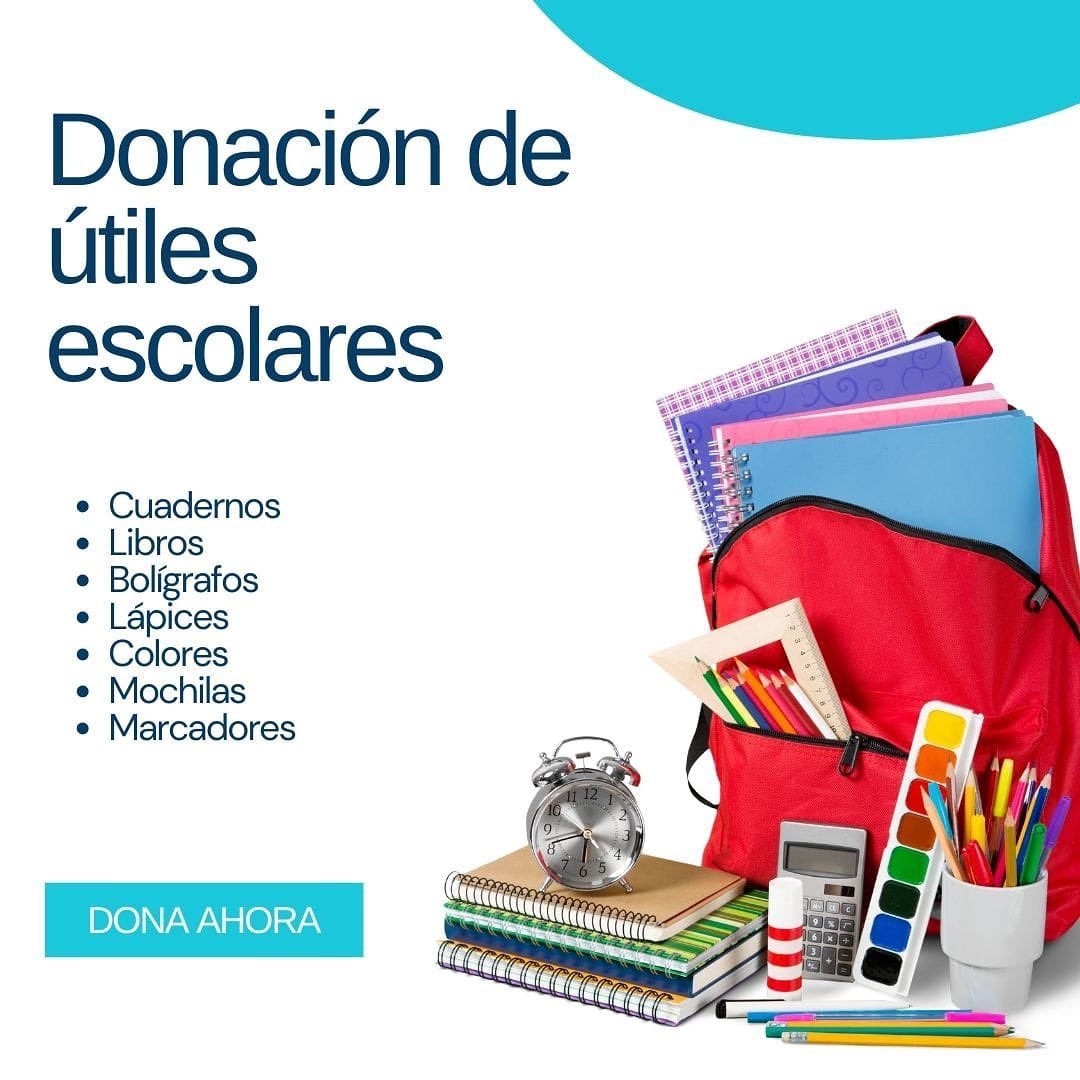 Donación de
útiles
escolares
• Cuadernos
• Libros
• Bolígrafos
• Lápices
• Colores
• Mochilas
• Marcadores
DONA AHORA